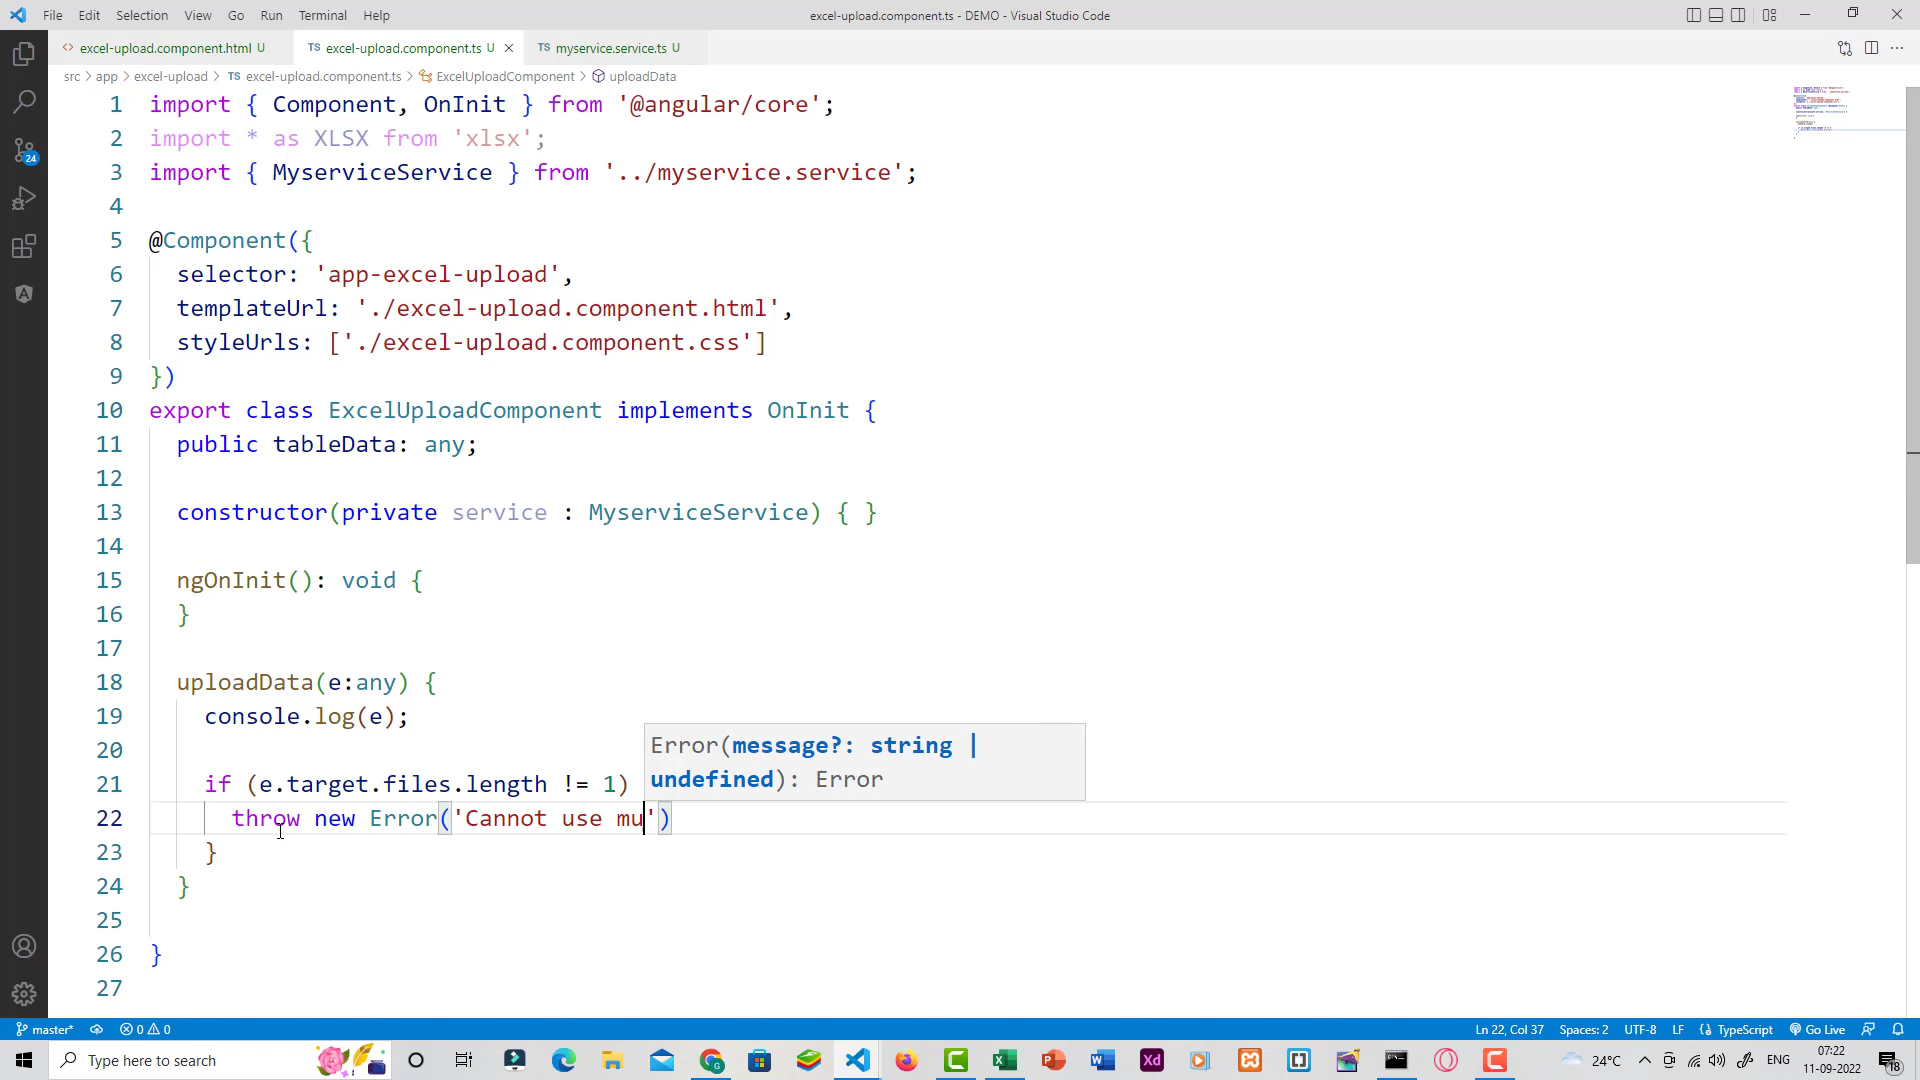 File Edit Selection View Go Run Terminal Help
excel-upload.component.ts - DEMO - Visual Studio Code
excel-upload.component.html U
TS excel-upload.component.ts U
TS myservice.service.ts U
src > app > excel-upload > TS excel-upload.component.ts > ExcelUploadComponent > uploadData
1 import { Component, OnInit } from '@angular/core';
2 import * as XLSX from 'xlsx';
3 import { MyserviceService } from '../myservice.service';
4
5 @Component({
6 selector: 'app-excel-upload',
7 templateUrl: './excel-upload.component.html',
8 styleUrls: ['./excel-upload.component.css']
9 })
10 export class ExcelUploadComponent implements OnInit {
11 public tableData: any;
12
13 constructor(private service : MyserviceService) { }
14
15 ngOnInit(): void {
16 }
17
18 uploadData(e:any) {
19 console.log(e);
20
Error(message?: string |
undefined): Error
21 if (e.target.files.length != 1)
22 throw new Error('Cannot use mu')
23 }
24 }
25
26 }
27
24
master* 0 0
Ln 22, Col 37 Spaces: 2 UTF-8 LF TypeScript Go Live
Type here to search
24°C ENG 07:22
11-09-2022
18